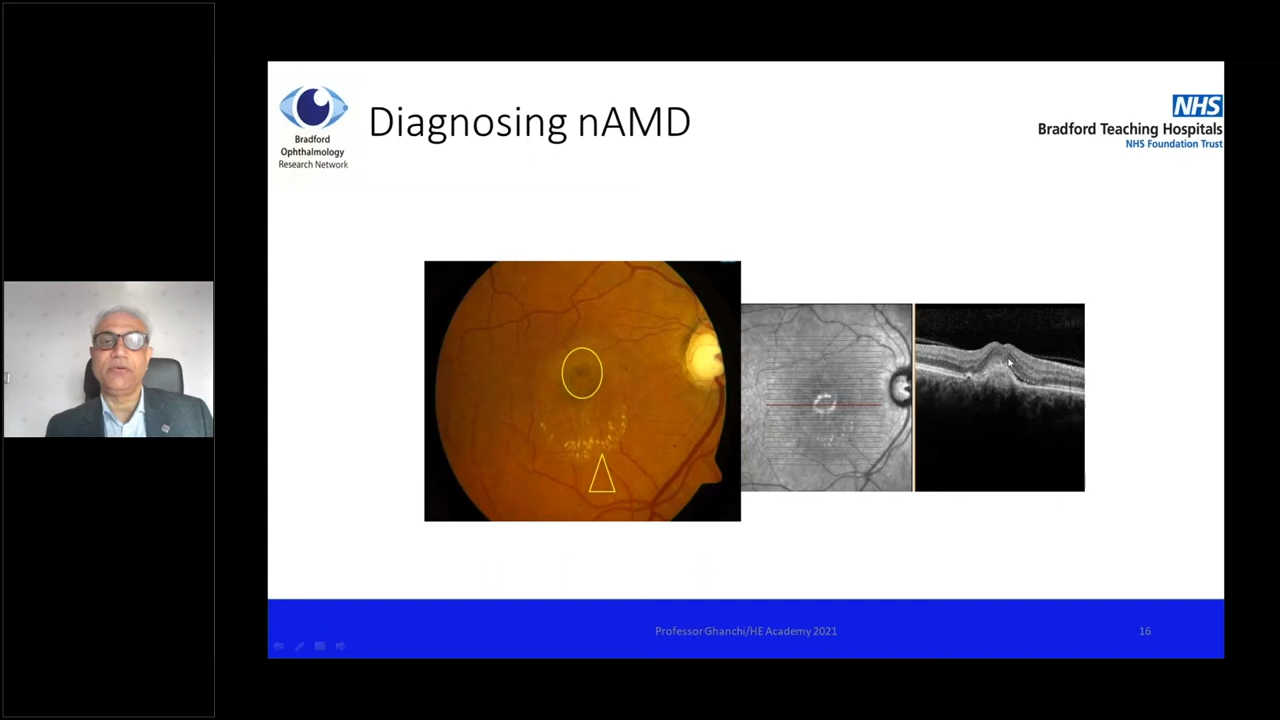 Bradford
Ophthalmology
Research Network
Diagnosing nAMD
NHS
Bradford Teaching Hospitals
NHS Foundation Trust
Professor Ghanchi/HE Academy 2021
16